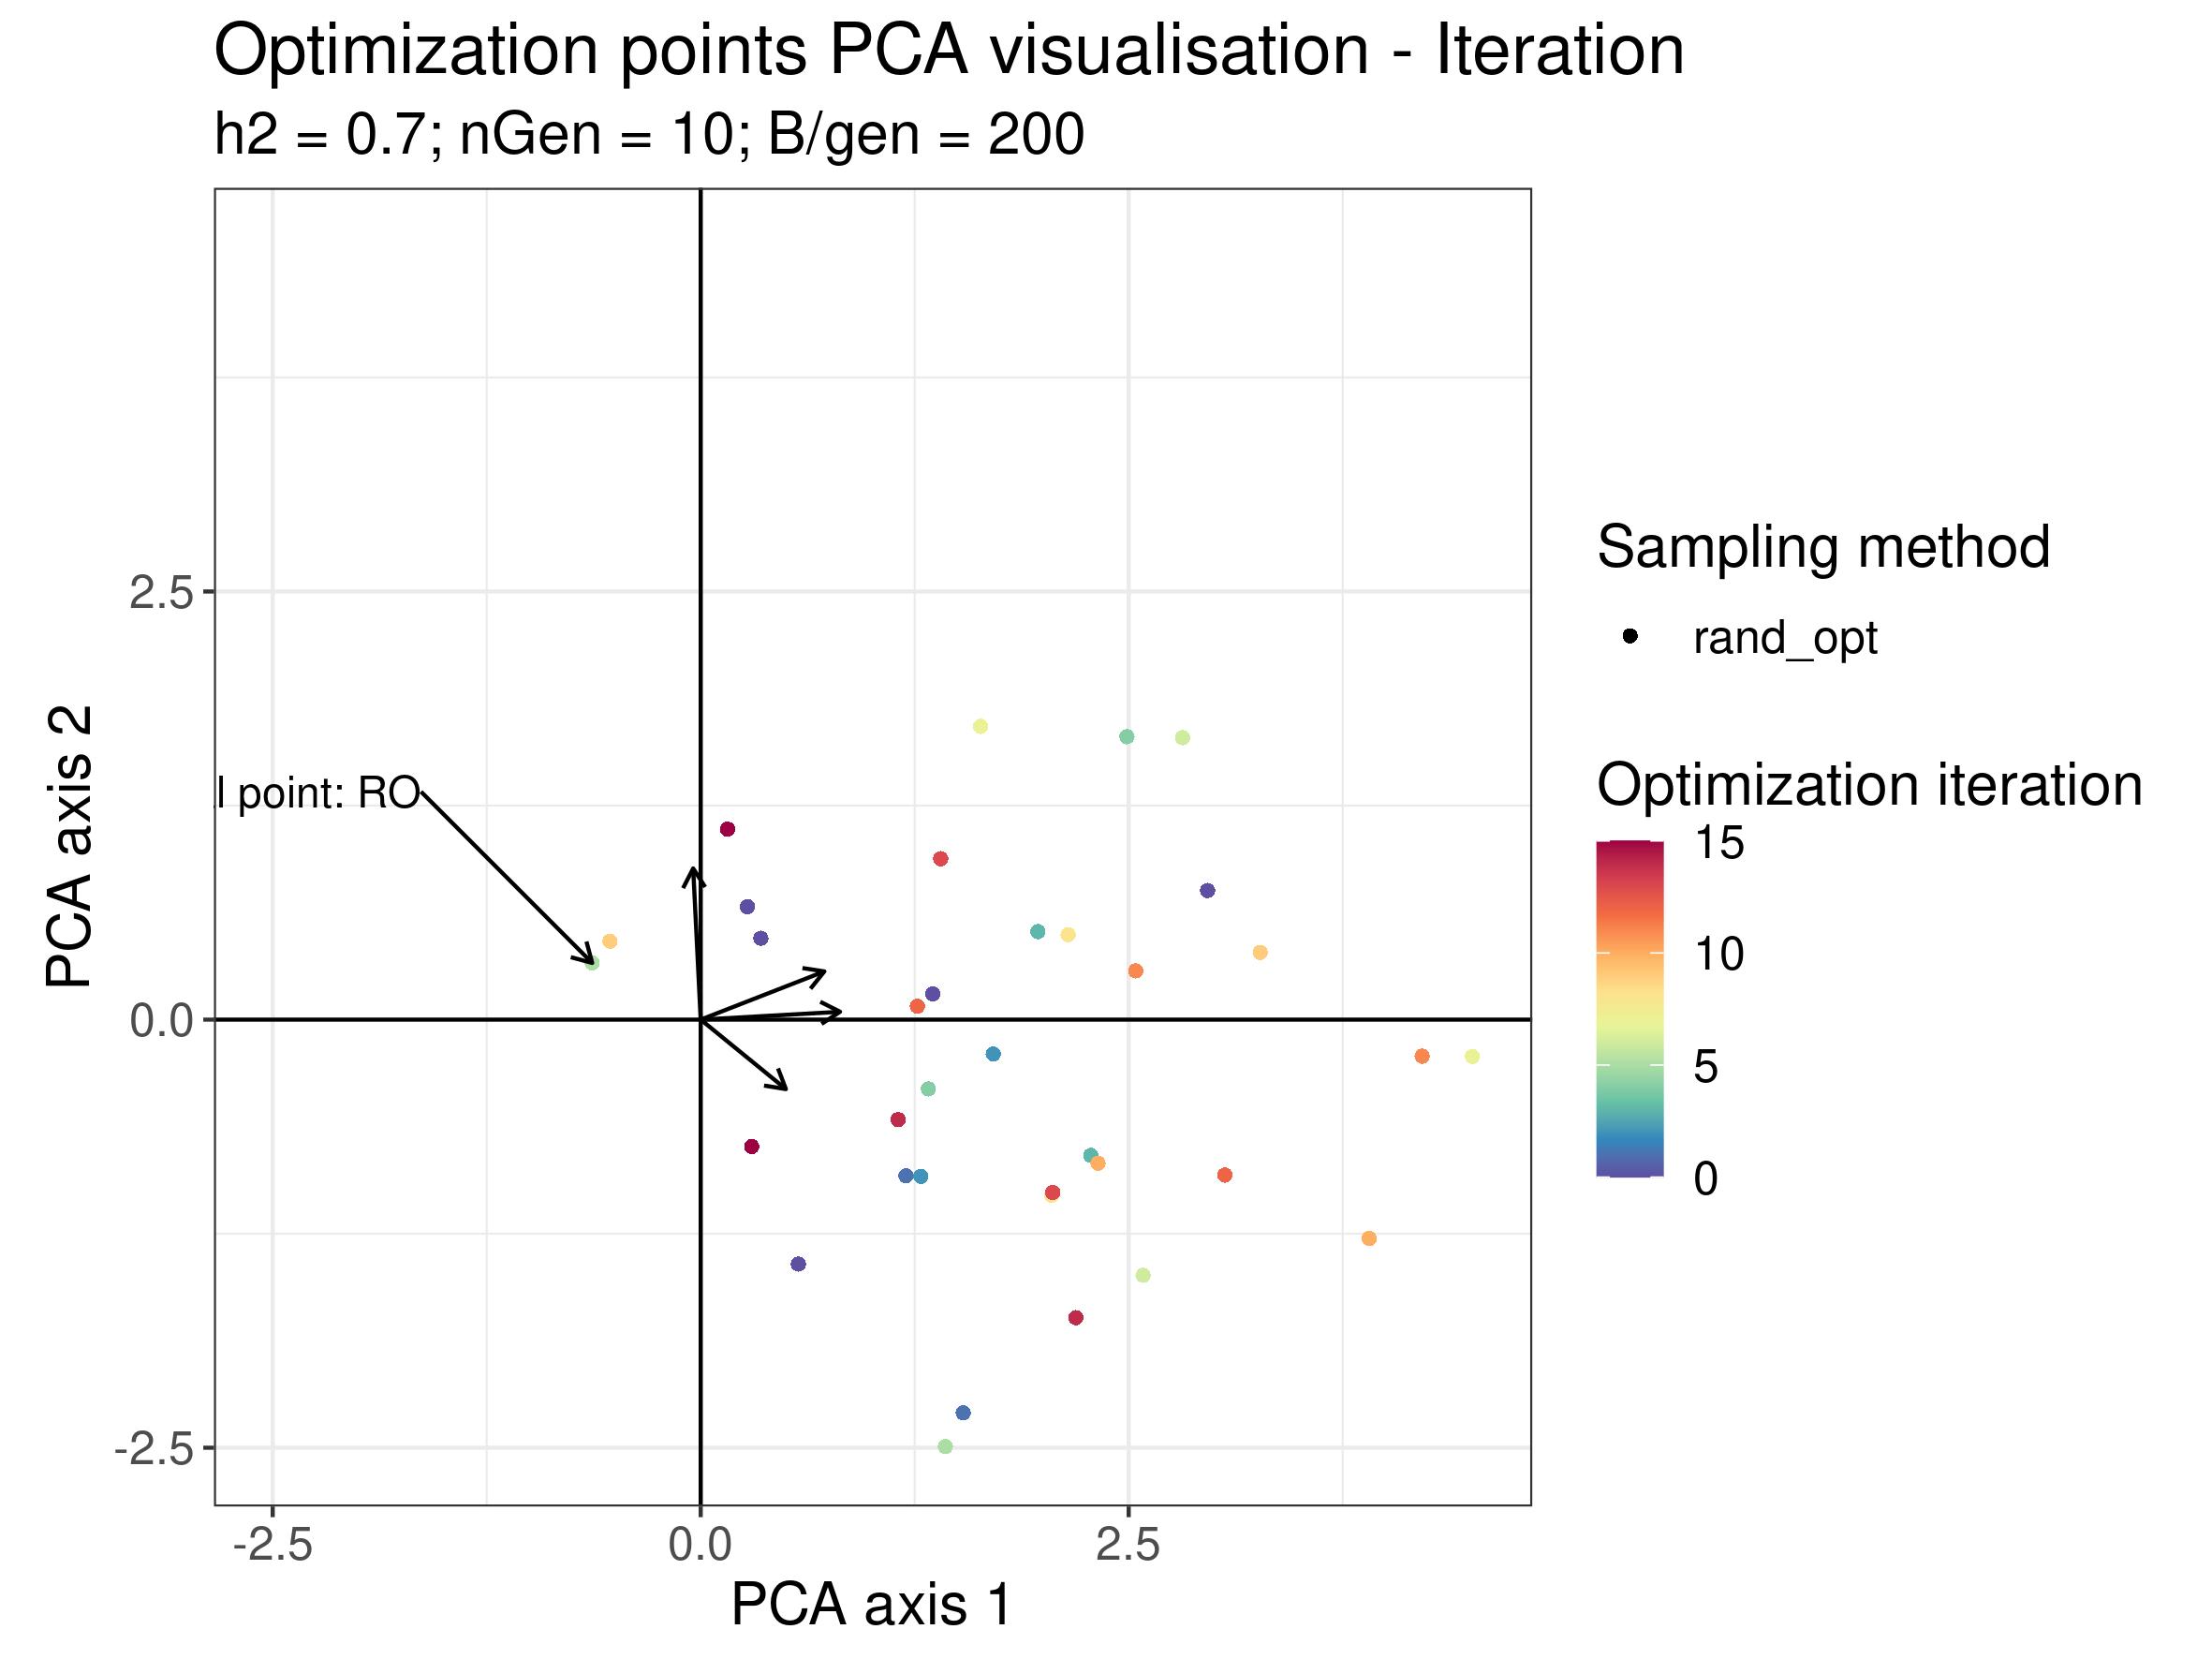 Optimization points PCA visualisation - Iteration
h2 = 0.7; nGen = 10; B/gen = 200
PCA axis 2
2.5
0.0
-2.5
l point: RO
-2.5
0.0
2.5
PCA axis 1
Sampling method
rand_opt
Optimization iteration
15
10
5
0